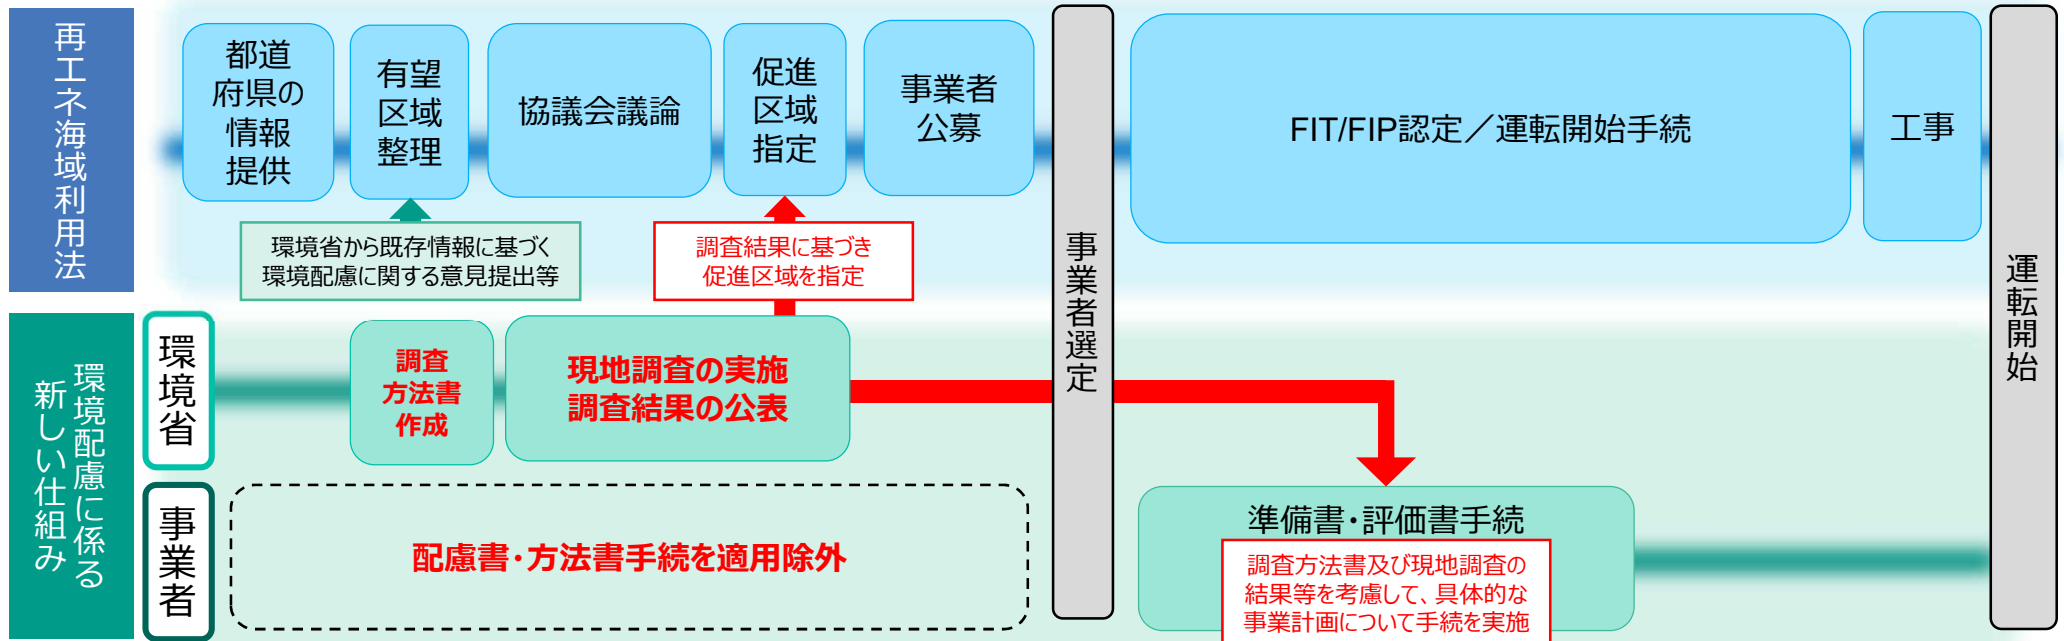 再エネ海域利用法
都道
府県の
情報
提供
有望
区域
整理
協議会議論
促進
区域
指定
事業者
公募
事業者選定
FIT/FIP認定／運転開始手続
工事
運転開始
環境省から既存情報に基づく
環境配慮に関する意見提出等
調査結果に基づき
促進区域を指定
環境配慮に係る
新しい仕組み
環境省
調査
方法書
作成
現地調査の実施
調査結果の公表
事業者
配慮書・方法書手続を適用除外
準備書・評価書手続
調査方法書及び現地調査の
結果等を考慮して、具体的な
事業計画について手続を実施